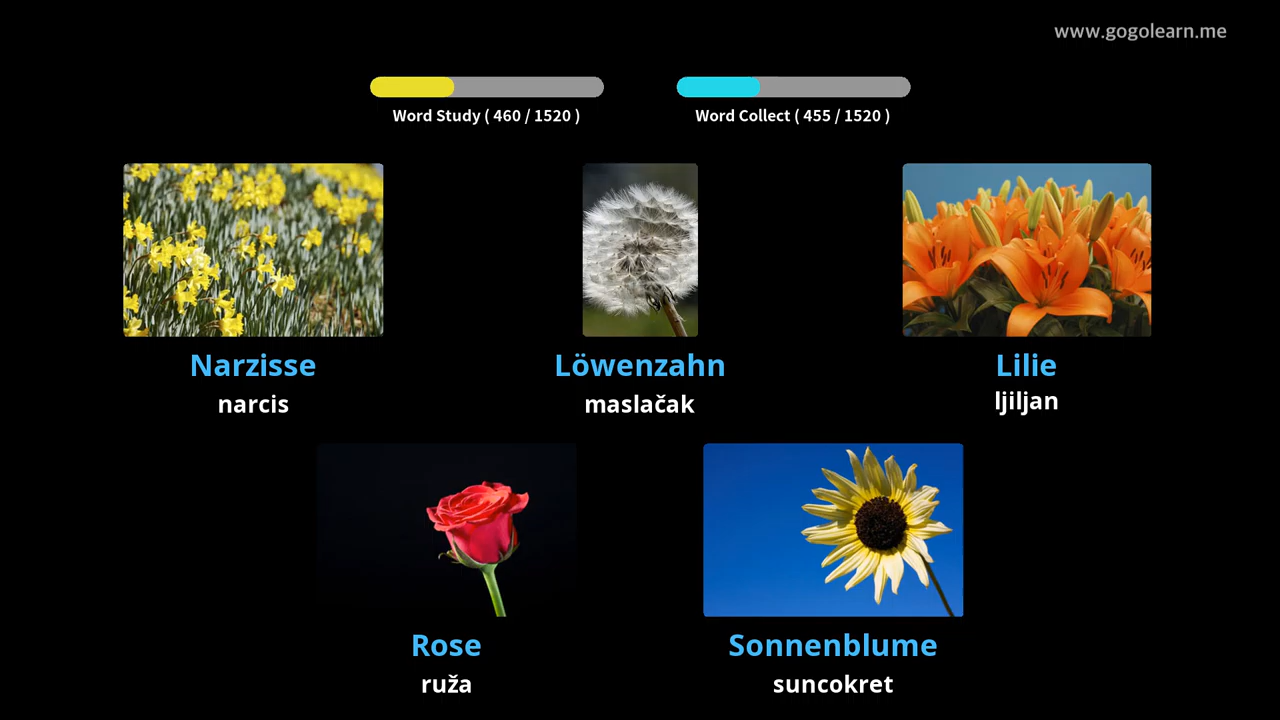 www.gogolearn.me
Word Study ( 460 / 1520 )
Word Collect ( 455 / 1520 )
Narzisse
narcis
Löwenzahn
maslačak
Lilie
ljiljan
Rose
ruža
Sonnenblume
suncokret